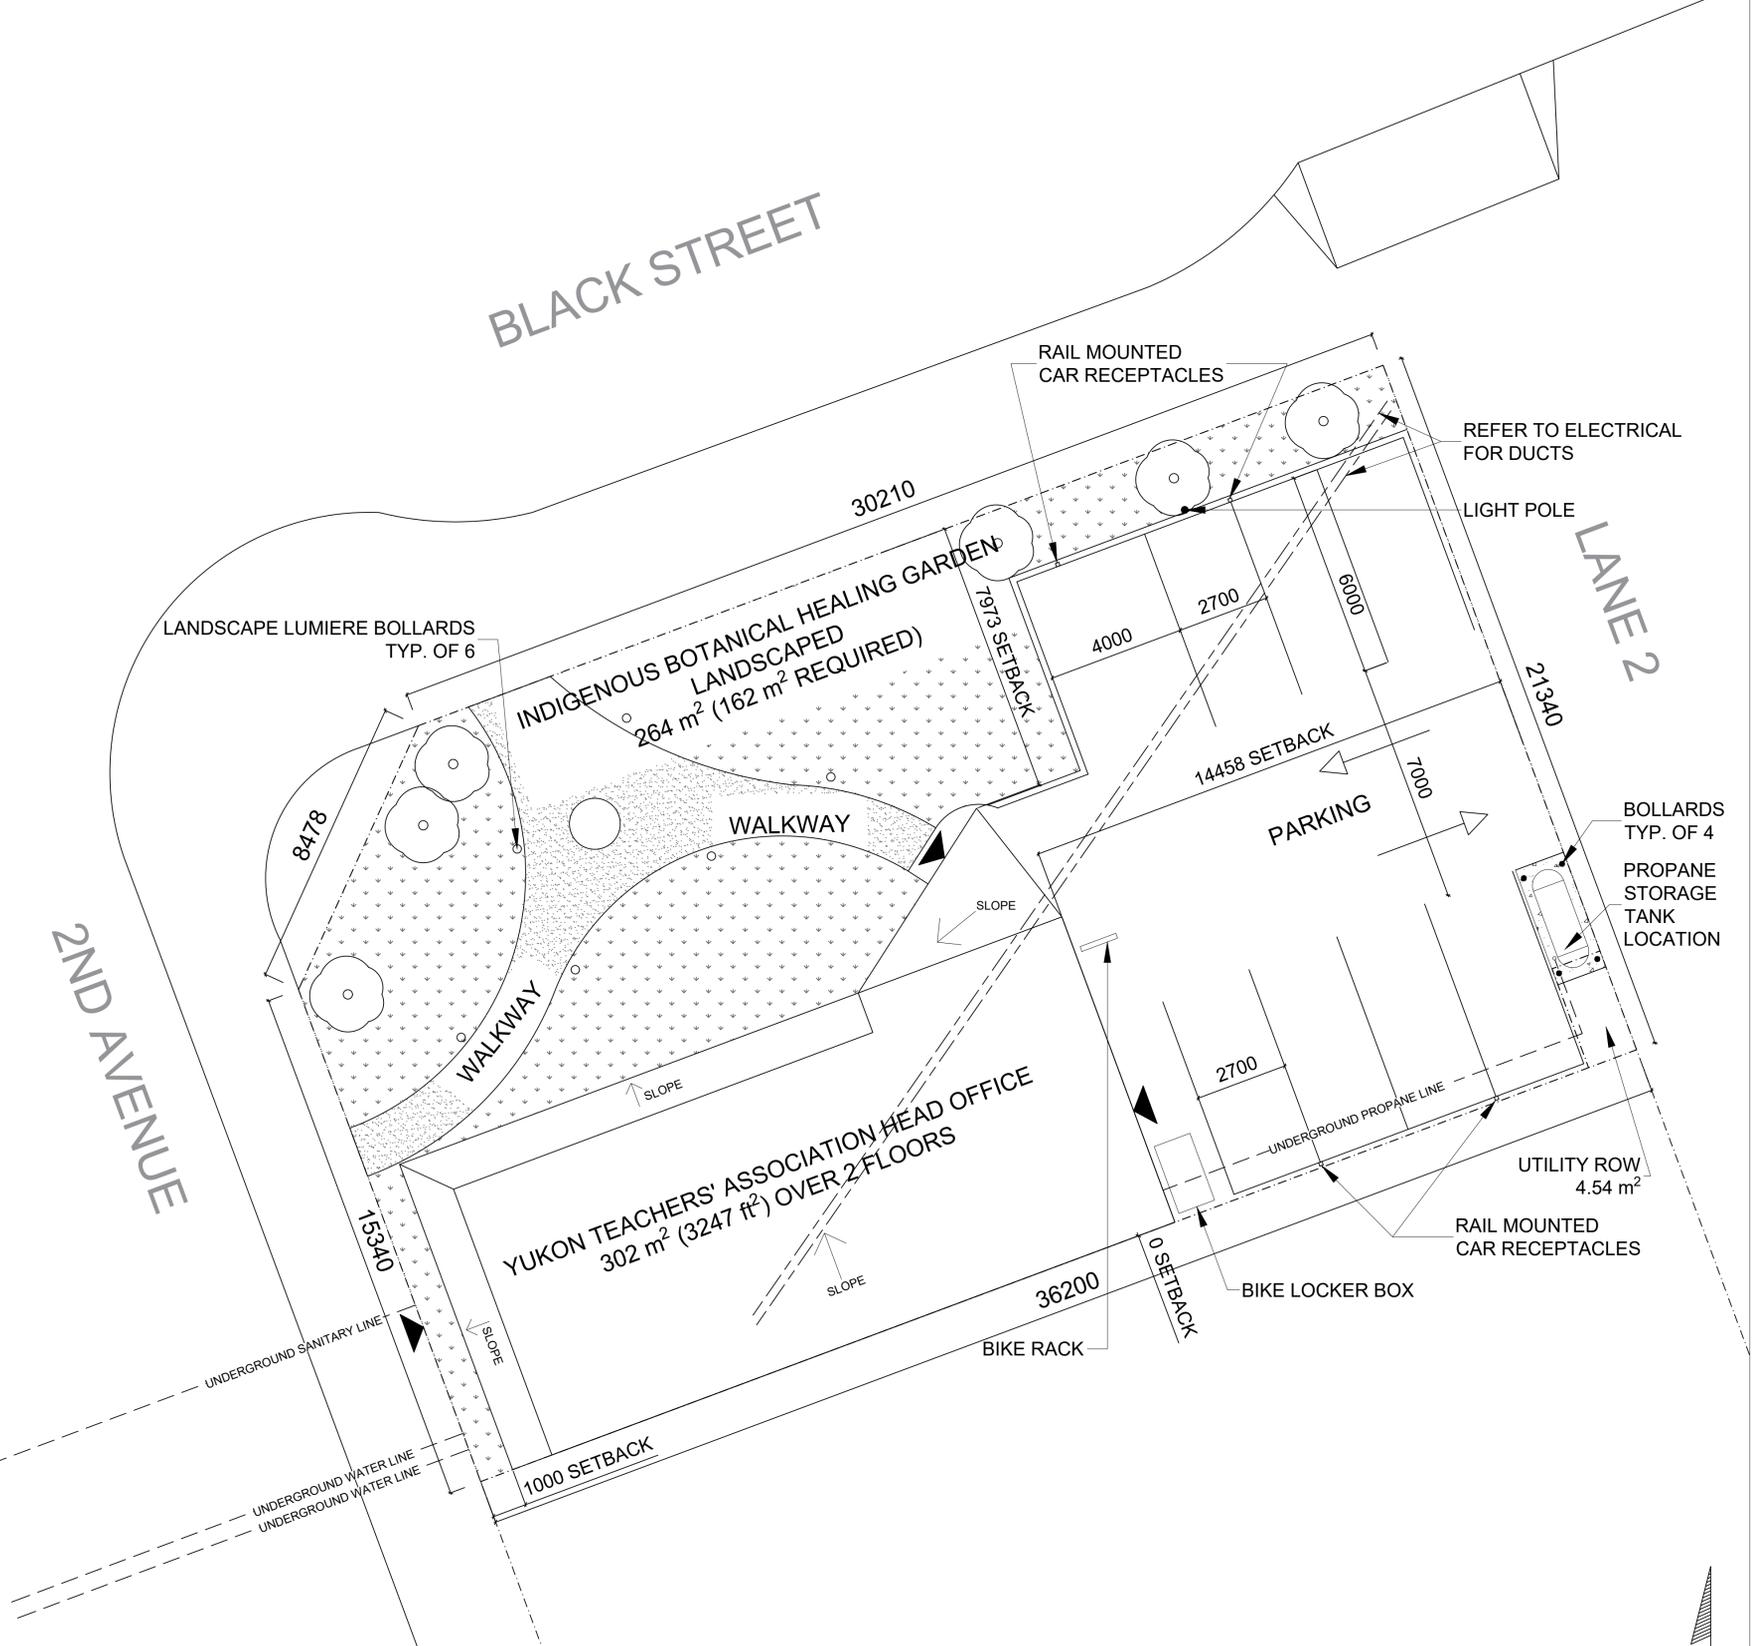 BLACK STREET
RAIL MOUNTED
CAR RECEPTACLES
REFER TO ELECTRICAL
FOR DUCTS
LIGHT POLE
30210
LANE 2
INDIGENOUS BOTANICAL HEALING GARDEN
LANDSCAPED
264 m² (162 m² REQUIRED)
7973 SETBACK
4000
2700
6000
LANDSCAPE LUMIERE BOLLARDS
TYP. OF 6
21340
14458 SETBACK
7000
PARKING
8478
WALKWAY
BOLLARDS
TYP. OF 4
PROPANE
STORAGE
TANK
LOCATION
SLOPE
2ND AVENUE
WALKWAY
SLOPE
2700
UNDERGROUND PROPANE LINE
YUKON TEACHERS' ASSOCIATION HEAD OFFICE
302 m² (3247 ft²) OVER 2 FLOORS
UTILITY ROW
4.54 m²
15340
RAIL MOUNTED
CAR RECEPTACLES
0 SETBACK
36200
SLOPE
BIKE LOCKER BOX
BIKE RACK
SLOPE
UNDERGROUND SANITARY LINE
1000 SETBACK
UNDERGROUND WATER LINE
UNDERGROUND WATER LINE